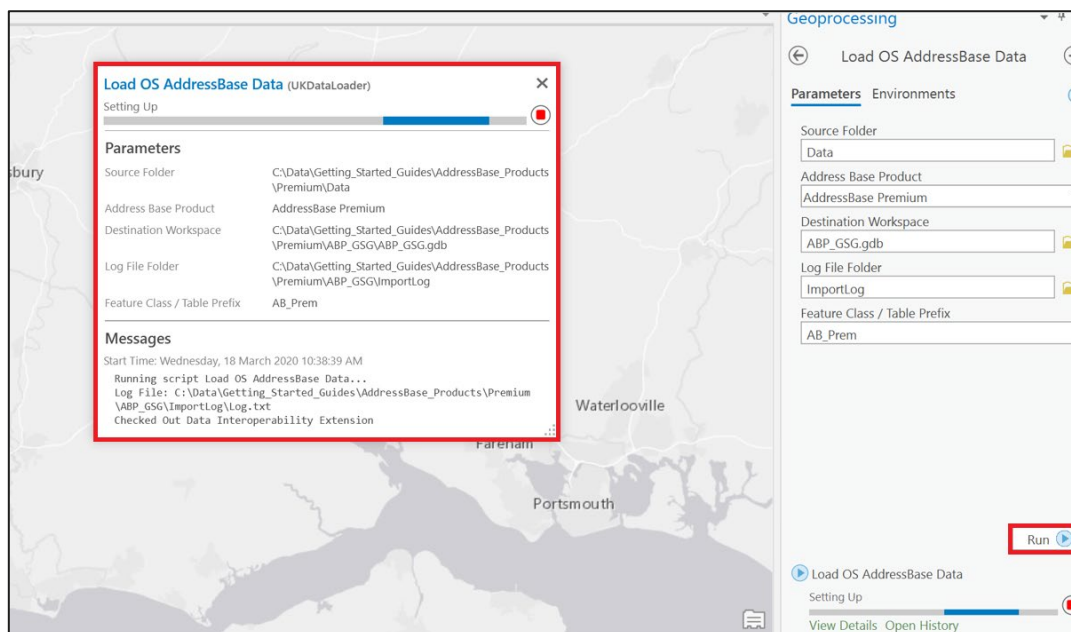 Geoprocessing
Load OS AddressBase Data
Parameters Environments
Source Folder
Data
Address Base Product
AddressBase Premium
Destination Workspace
ABP_GSG.gdb
Log File Folder
ImportLog
Feature Class / Table Prefix
AB_Prem
Run
Load OS AddressBase Data
Setting Up
View Details Open History
Load OS AddressBase Data (UKDataLoader)
Setting Up
Parameters
Source Folder C:\Data\Getting_Started_Guides\AddressBase_Products
\Premium\Data
Address Base Product AddressBase Premium
Destination Workspace C:\Data\Getting_Started_Guides\AddressBase_Products
\Premium\ABP_GSG\ABP_GSG.gdb
Log File Folder C:\Data\Getting_Started_Guides\AddressBase_Products
\Premium\ABP_GSG\ImportLog
Feature Class / Table Prefix AB_Prem
Messages
Start Time: Wednesday, 18 March 2020 10:38:39 AM
Running script Load OS AddressBase Data...
Log File: C:\Data\Getting_Started_Guides\AddressBase_Products\Premium
\ABP_GSG\ImportLog\Log.txt
Checked Out Data Interoperability Extension
sbury
Waterlooville
Fareham
Portsmouth